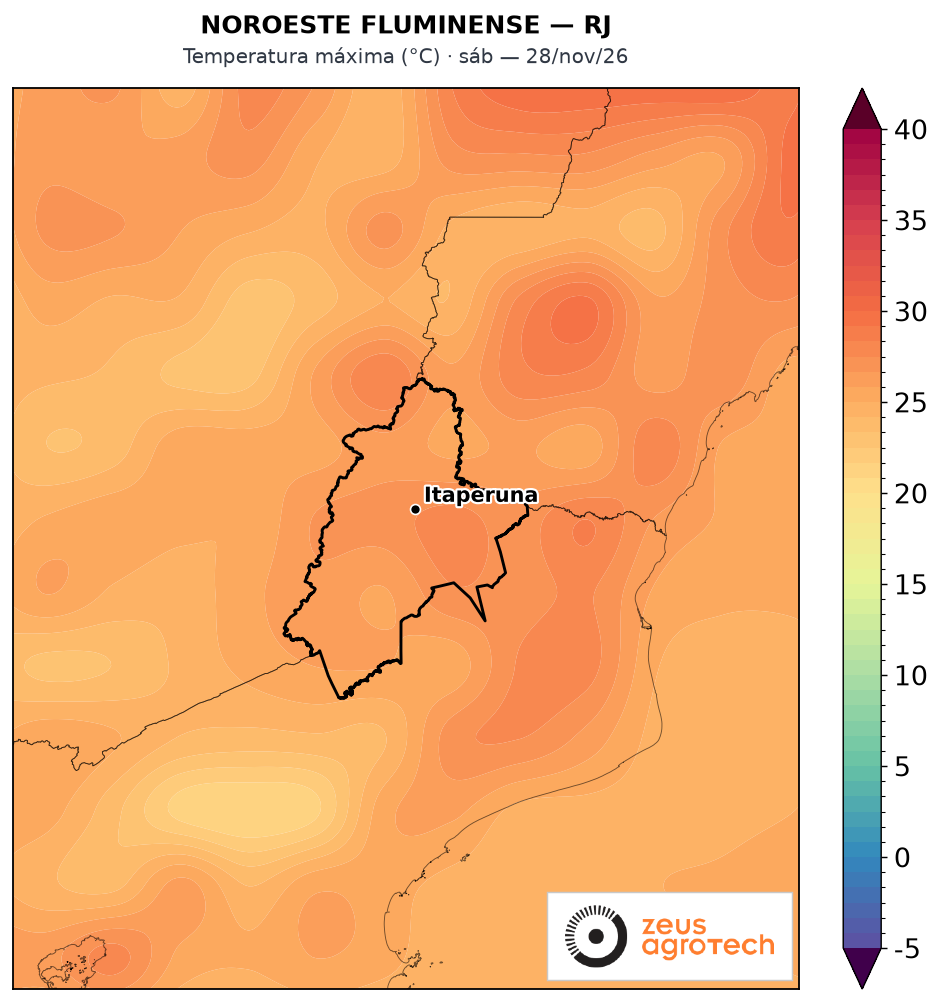 NOROESTE FLUMINENSE — RJ
Temperatura máxima (°C) · sáb — 28/nov/26
40
35
30
25
20
15
10
5
0
-5
Itaperuna
zeus
agrotech